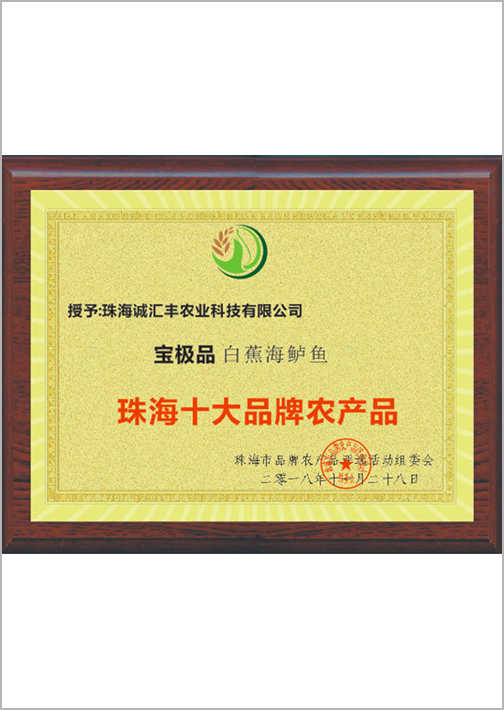 授予:珠海诚汇丰农业科技有限公司
宝极品 白蕉海鲈鱼
珠海十大品牌农产品
珠海市品牌农产品评选活动组委会
二零一八年十 月二十八日